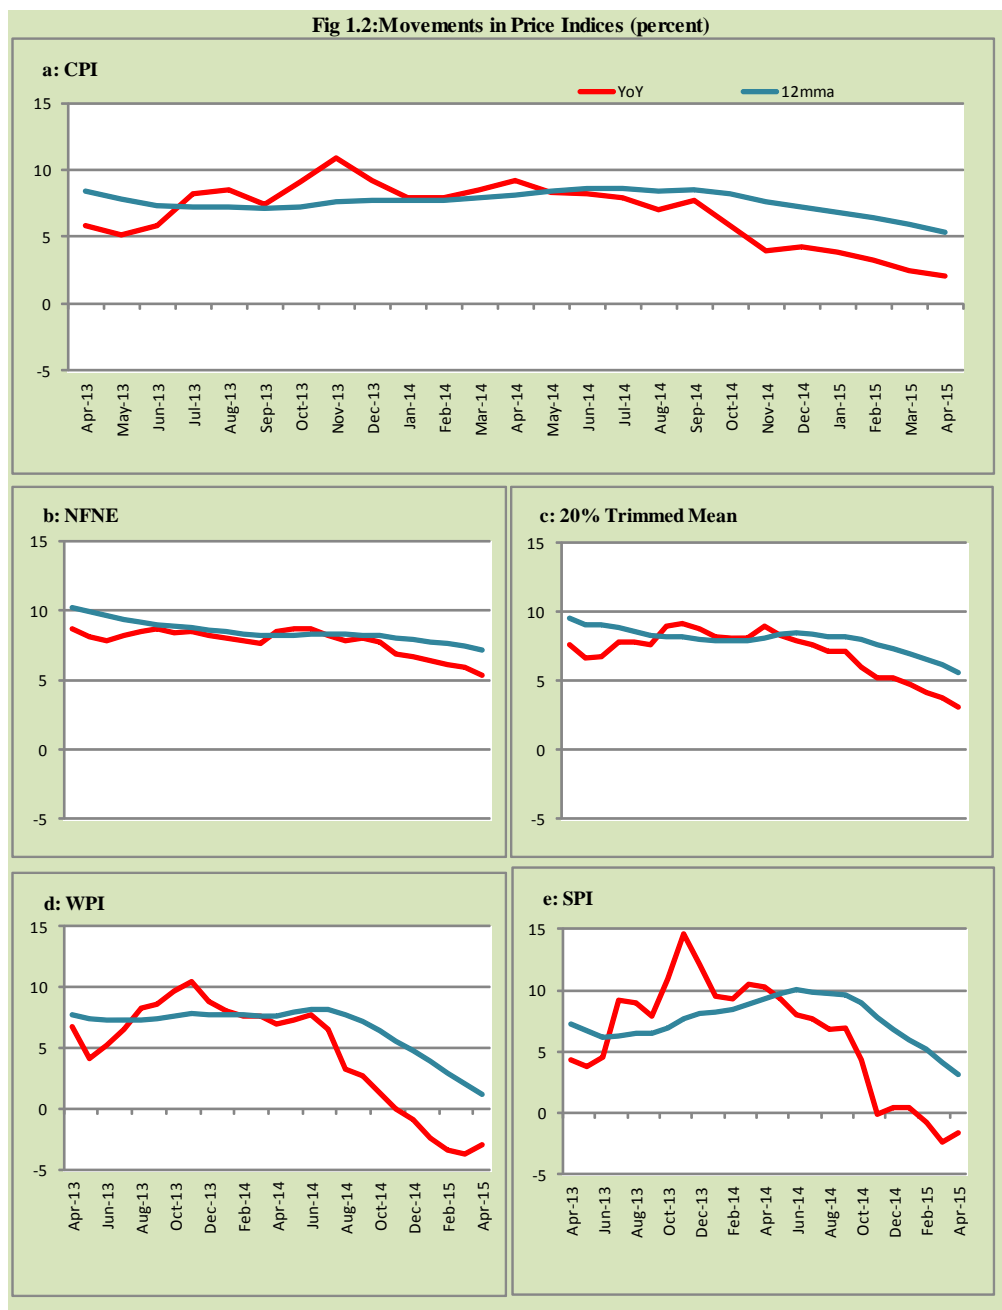 Fig 1.2:Movements in Price Indices (percent)
a: CPI
YoY 12mma
15
10
5
0
-5
Apr-13 May-13 Jun-13 Jul-13 Aug-13 Sep-13 Oct-13 Nov-13 Dec-13 Jan-14 Feb-14 Mar-14 Apr-14 May-14 Jun-14 Jul-14 Aug-14 Sep-14 Oct-14 Nov-14 Dec-14 Jan-15 Feb-15 Mar-15 Apr-15
b: NFNE
15
10
5
0
-5
c: 20% Trimmed Mean
15
10
5
0
-5
d: WPI
15
10
5
0
-5
Apr-13 Jun-13 Aug-13 Oct-13 Dec-13 Feb-14 Apr-14 Jun-14 Aug-14 Oct-14 Dec-14 Feb-15 Apr-15
e: SPI
15
10
5
0
-5
Apr-13 Jun-13 Aug-13 Oct-13 Dec-13 Feb-14 Apr-14 Jun-14 Aug-14 Oct-14 Dec-14 Feb-15 Apr-15